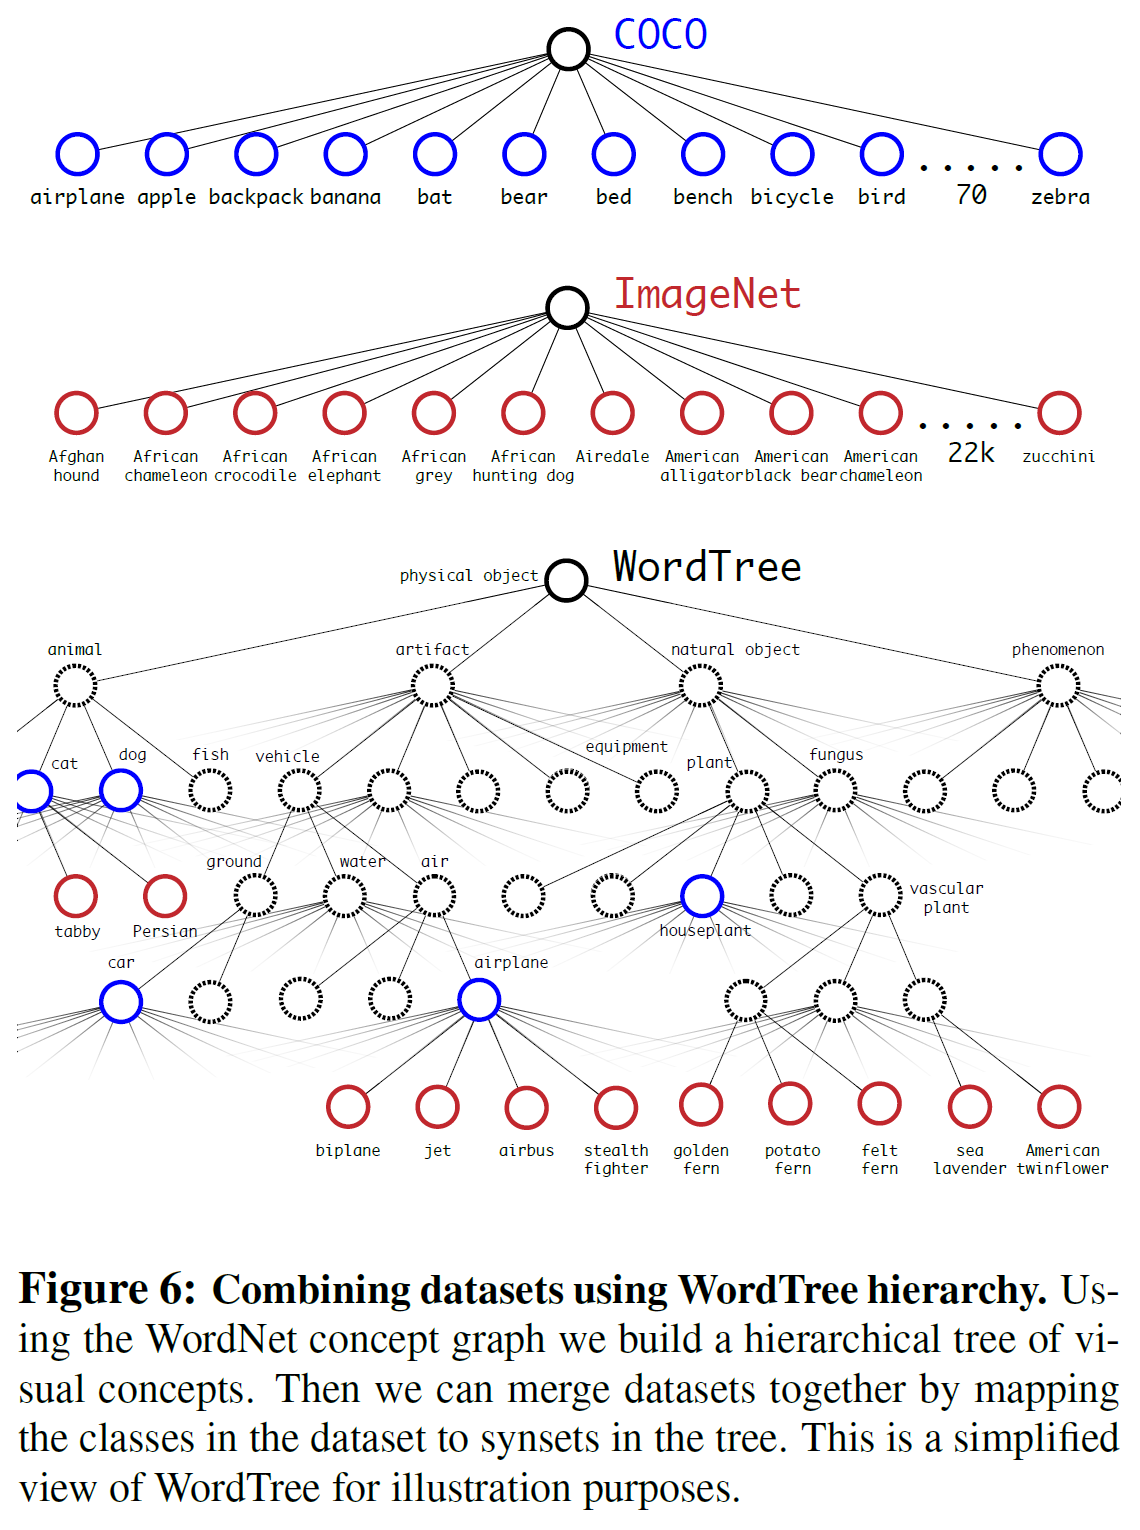 COCO
airplane apple backpack banana bat bear bed bench bicycle bird 70 zebra
ImageNet
Afghan hound
African chameleon
African crocodile
African elephant
African grey
African hunting dog
Airedale
American alligator
American black bear
American chameleon
22k
zucchini
WordTree
physical object
animal artifact natural object phenomenon
cat dog fish vehicle equipment plant fungus
ground water air
vascular plant
tabby Persian houseplant
car airplane
biplane jet airbus
stealth fighter
golden fern
potato fern
felt fern
sea lavender
American twinflower
Figure 6: Combining datasets using WordTree hierarchy. Us-
ing the WordNet concept graph we build a hierarchical tree of vi-
sual concepts. Then we can merge datasets together by mapping
the classes in the dataset to synsets in the tree. This is a simplified
view of WordTree for illustration purposes.